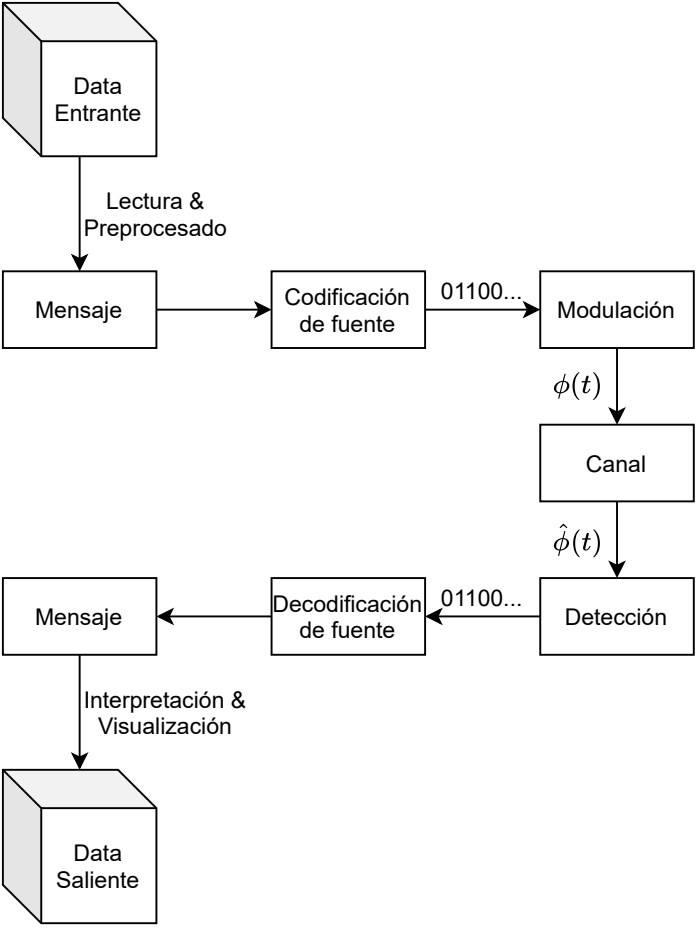 Data
Entrante
Lectura &
Preprocesado
Mensaje
Codificación
de fuente
01100...
Modulación
ϕ(t)
Canal
ϕ̂(t)
Mensaje
Decodificación
de fuente
01100...
Detección
Interpretación &
Visualización
Data
Saliente